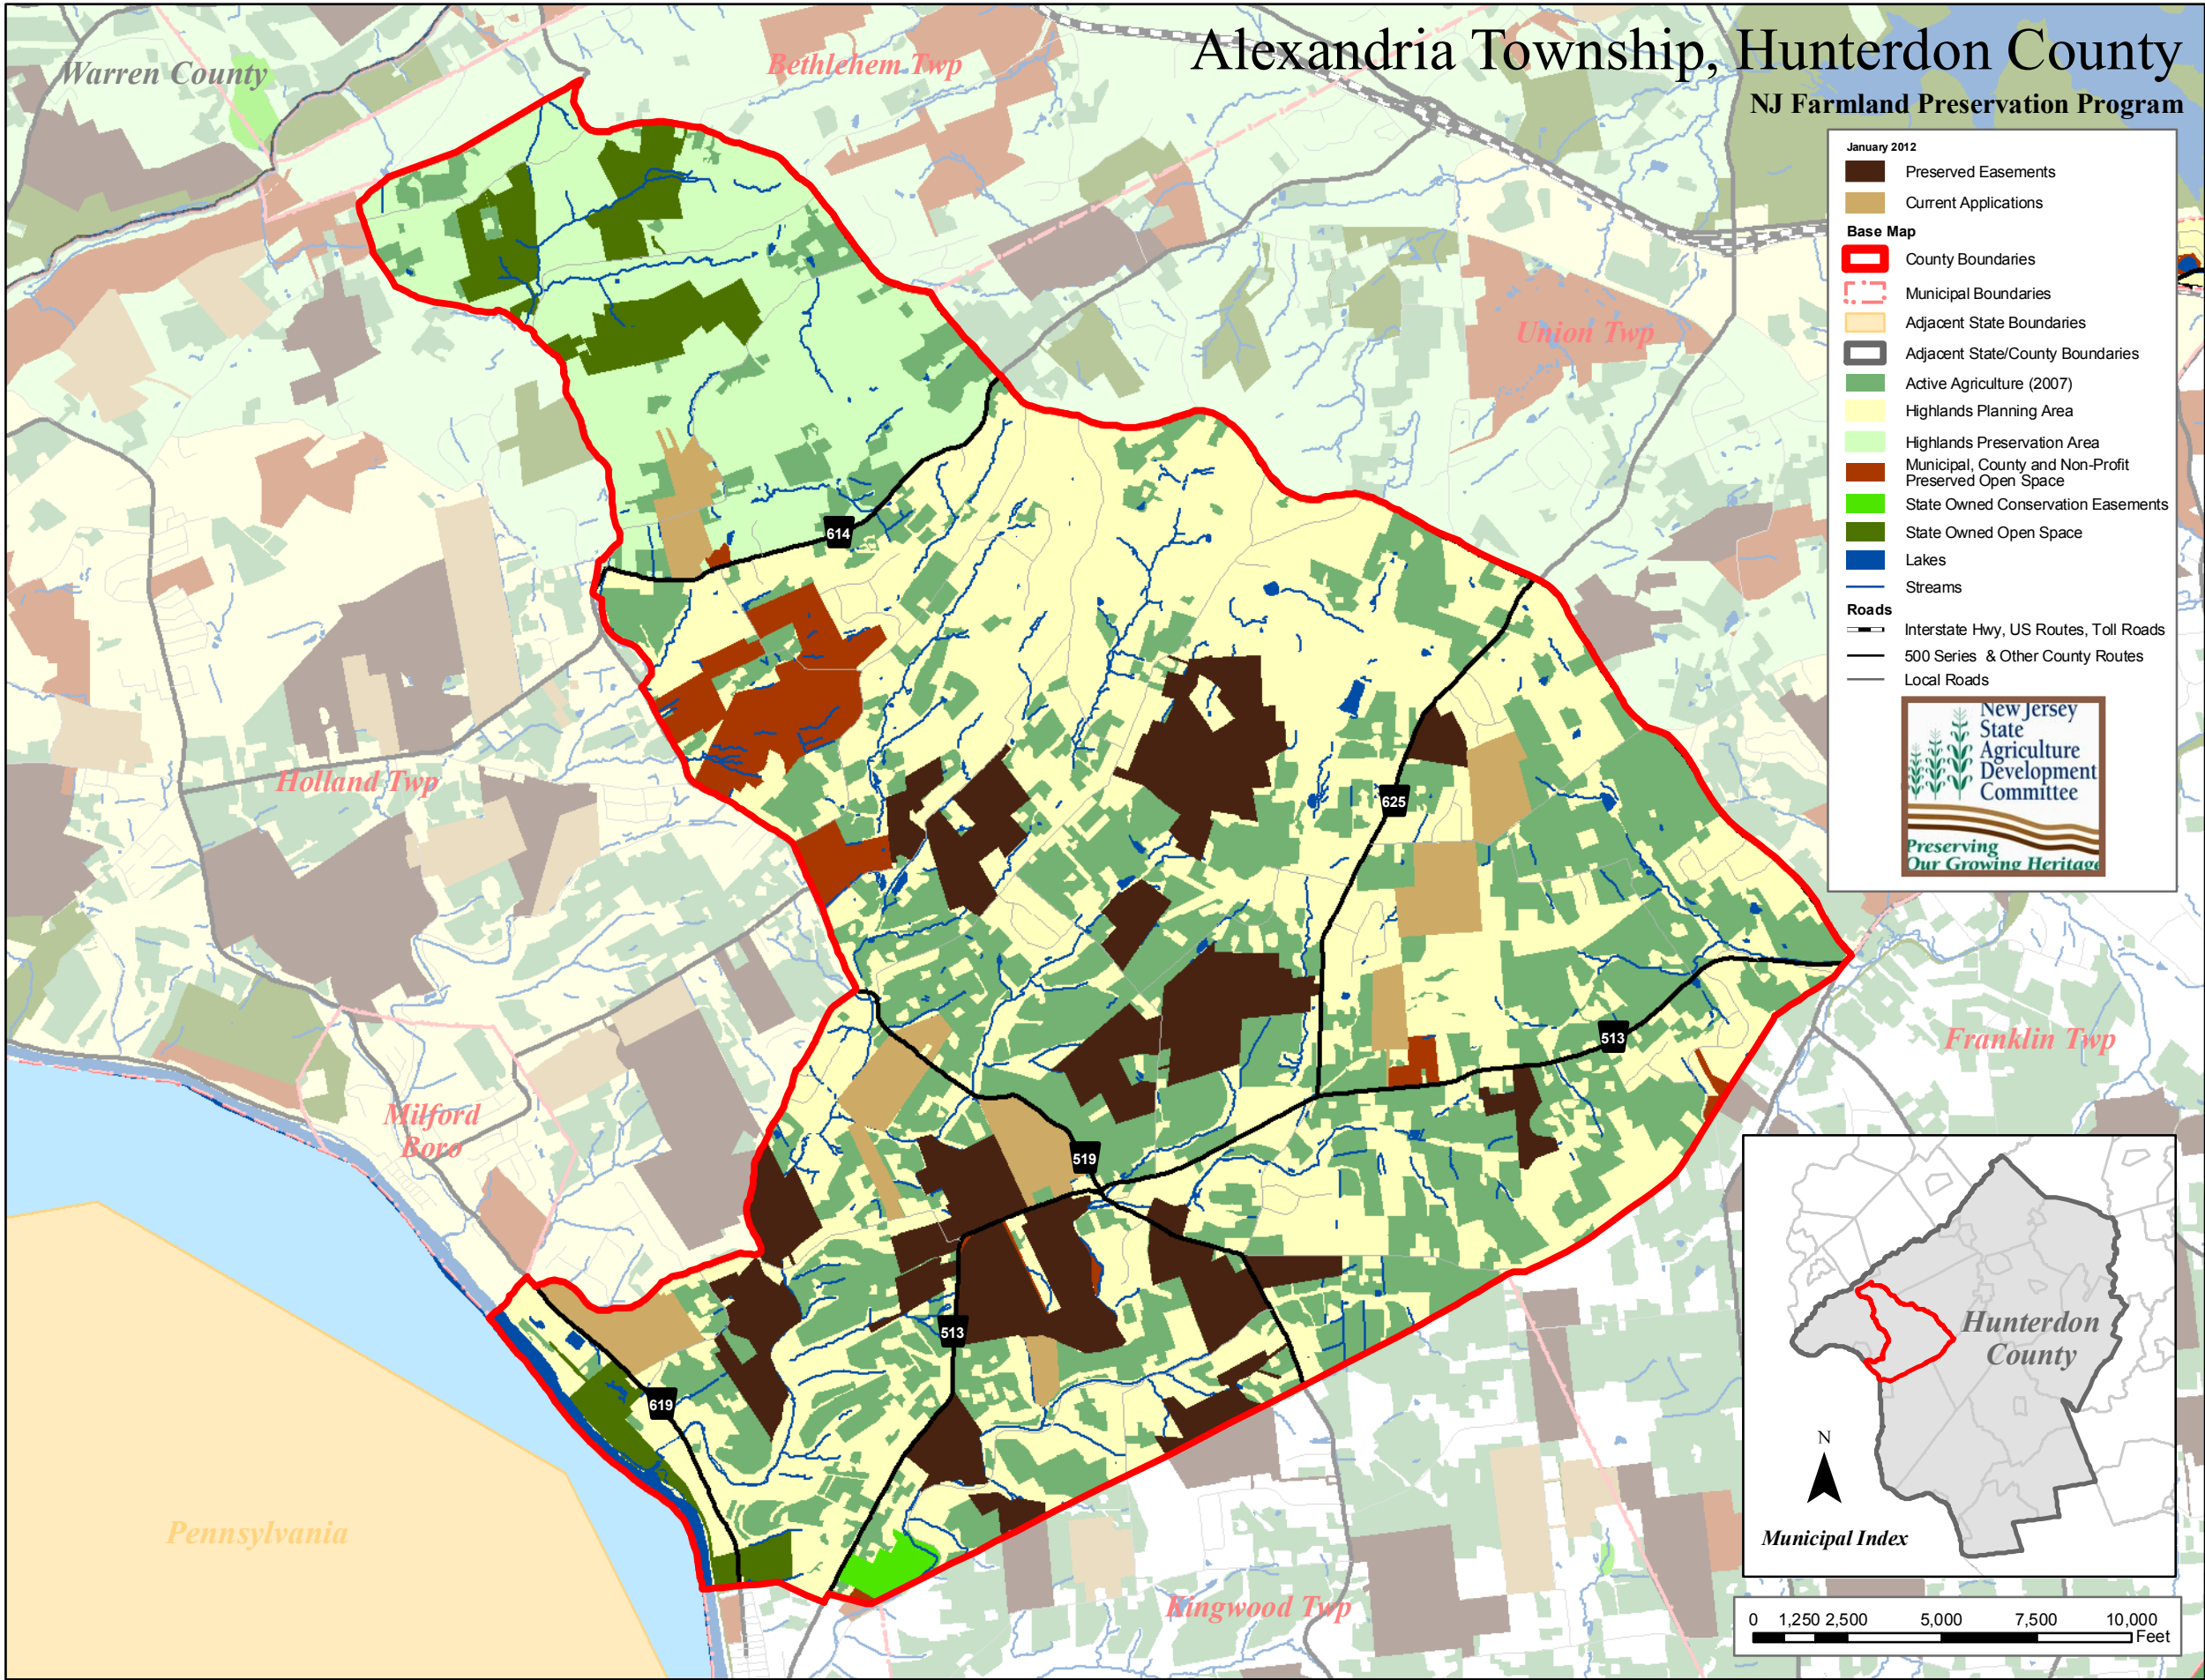 Alexandria Township, Hunterdon County
NJ Farmland Preservation Program
Warren County
Bethlehem Twp
Union Twp
Holland Twp
Milford
Boro
Franklin Twp
Kingwood Twp
Pennsylvania
614
625
513
519
513
619
January 2012
Preserved Easements
Current Applications
Base Map
County Boundaries
Municipal Boundaries
Adjacent State Boundaries
Adjacent State/County Boundaries
Active Agriculture (2007)
Highlands Planning Area
Highlands Preservation Area
Municipal, County and Non-Profit
Preserved Open Space
State Owned Conservation Easements
State Owned Open Space
Lakes
Streams
Roads
Interstate Hwy, US Routes, Toll Roads
500 Series & Other County Routes
Local Roads
New Jersey
State
Agriculture
Development
Committee
Preserving
Our Growing Heritage
Hunterdon
County
N
Municipal Index
0 1,250 2,500 5,000 7,500 10,000
Feet